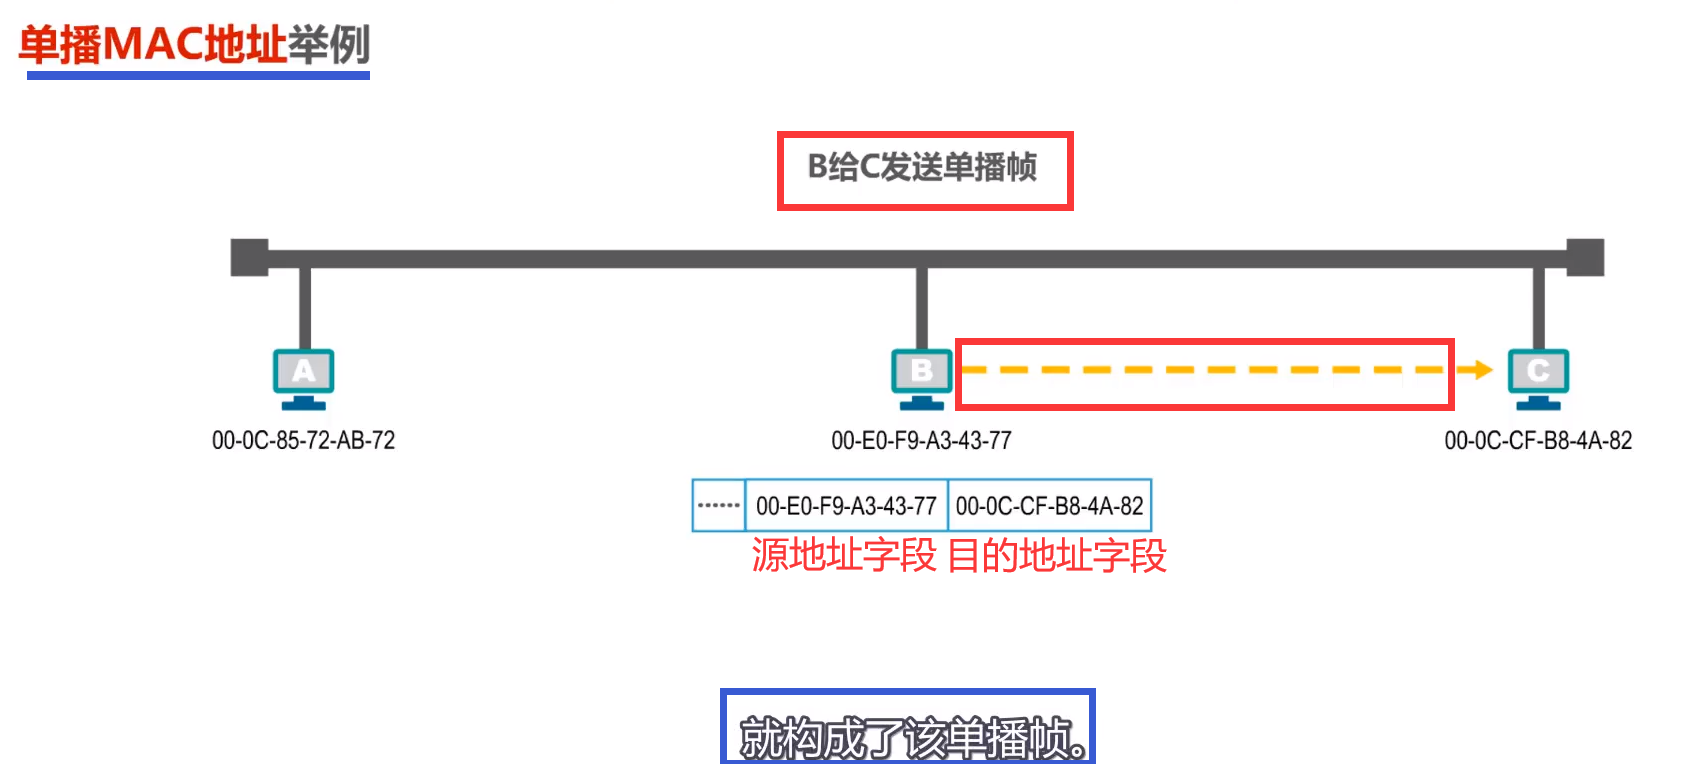 单播MAC地址举例
B给C发送单播帧
A
B
C
00-0C-85-72-AB-72
00-E0-F9-A3-43-77
00-0C-CF-B8-4A-82
...... 00-E0-F9-A3-43-77 00-0C-CF-B8-4A-82
源地址字段 目的地址字段
就构成了该单播帧。